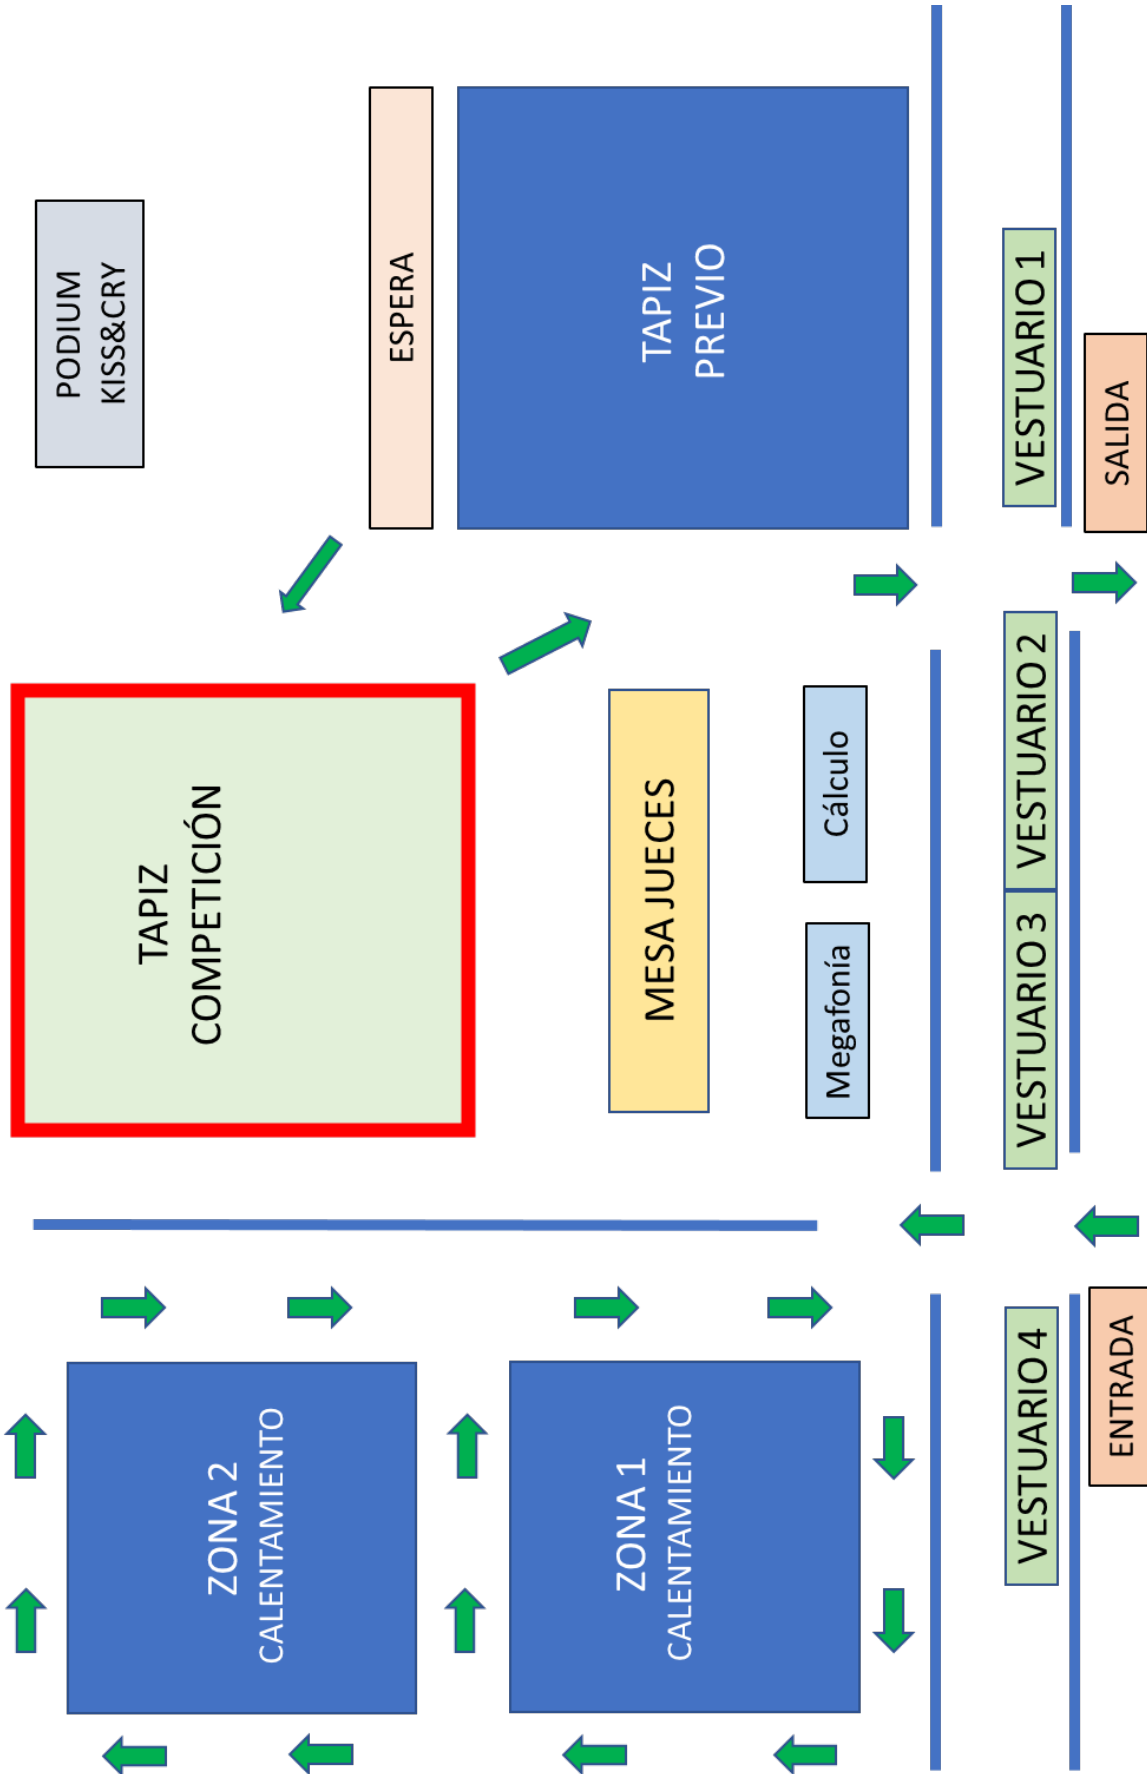 ZONA 2
CALENTAMIENTO
TAPIZ
COMPETICIÓN
PODIUM
KISS&CRY
ESPERA
ZONA 1
CALENTAMIENTO
MESA JUECES
TAPIZ
PREVIO
Megafonía
Cálculo
VESTUARIO 4
VESTUARIO 3
VESTUARIO 2
VESTUARIO 1
ENTRADA
SALIDA